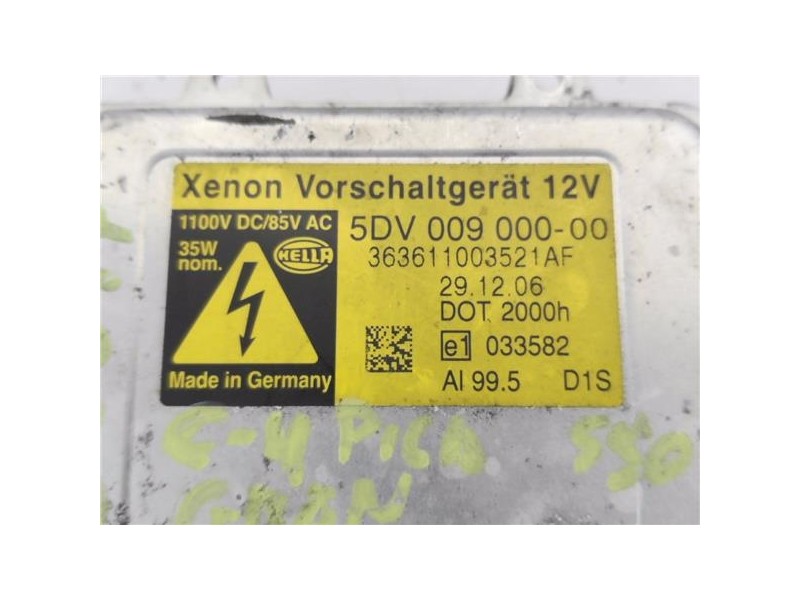 Xenon Vorschaltgerät 12V
1100V DC/85V AC
35W
nom.
HELLA
Made in Germany
5DV 009 000-00
363611003521AF
29.12.06
DOT 2000h
e1 033582
Al 99.5 D1S
C-4 PICA 550
GRAN